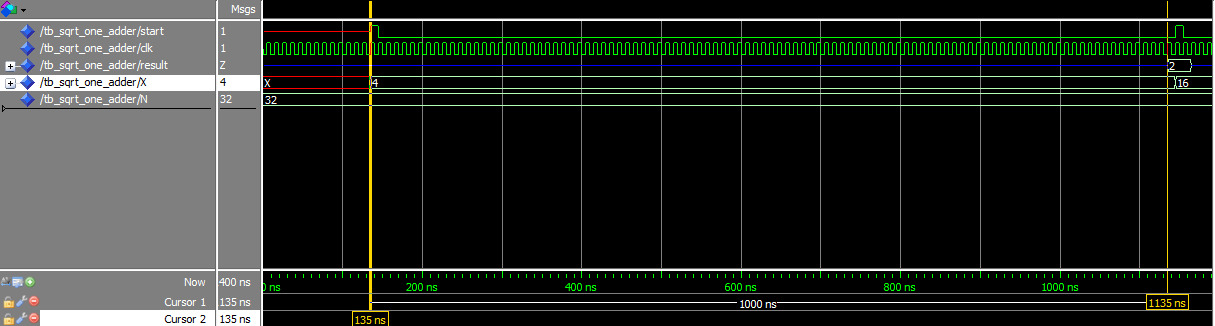 Msgs
/tb_sqrt_one_adder/start 1
/tb_sqrt_one_adder/clk 1
/tb_sqrt_one_adder/result Z 2
/tb_sqrt_one_adder/X 4 X 4 16
/tb_sqrt_one_adder/N 32 32
Now 400 ns 0 ns 200 ns 400 ns 600 ns 800 ns 1000 ns
Cursor 1 135 ns 1000 ns 1135 ns
Cursor 2 135 ns 135 ns